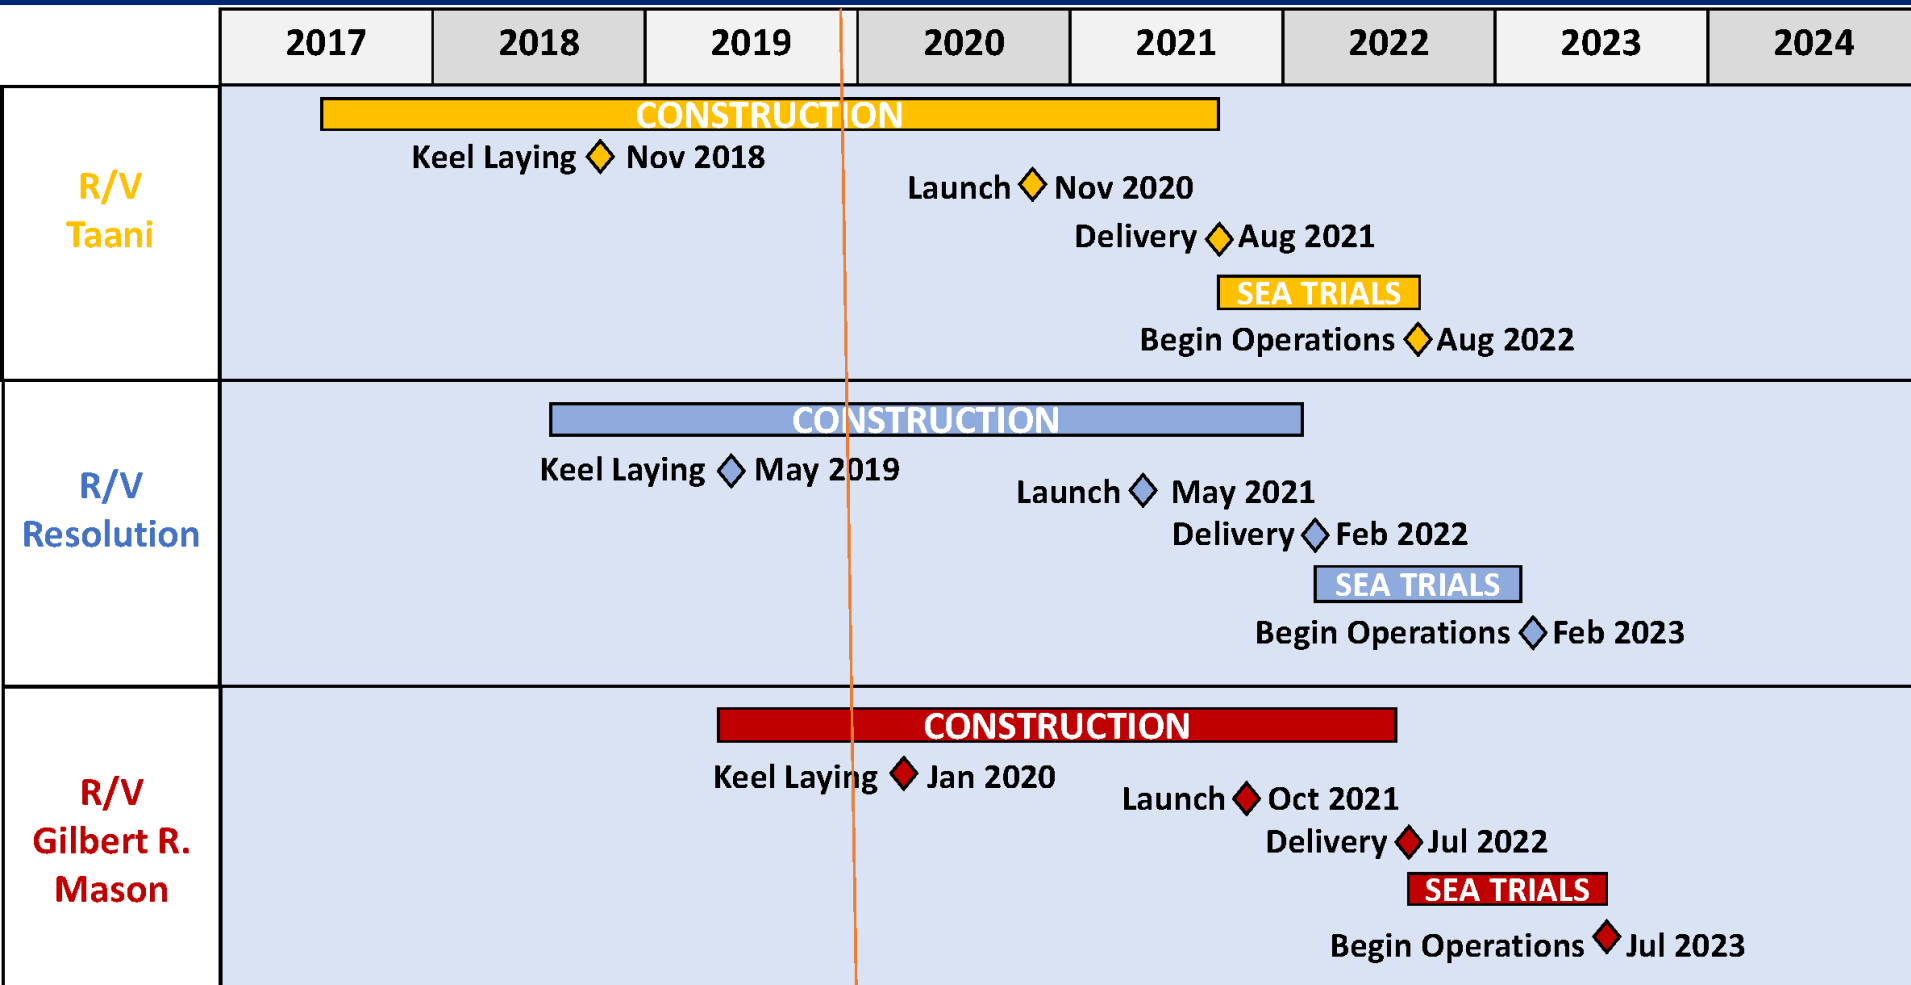 2017 2018 2019 2020 2021 2022 2023 2024
R/V
Taani
CONSTRUCTION
Keel Laying Nov 2018
Launch Nov 2020
Delivery Aug 2021
SEA TRIALS
Begin Operations Aug 2022
R/V
Resolution
CONSTRUCTION
Keel Laying May 2019
Launch May 2021
Delivery Feb 2022
SEA TRIALS
Begin Operations Feb 2023
R/V
Gilbert R.
Mason
CONSTRUCTION
Keel Laying Jan 2020
Launch Oct 2021
Delivery Jul 2022
SEA TRIALS
Begin Operations Jul 2023